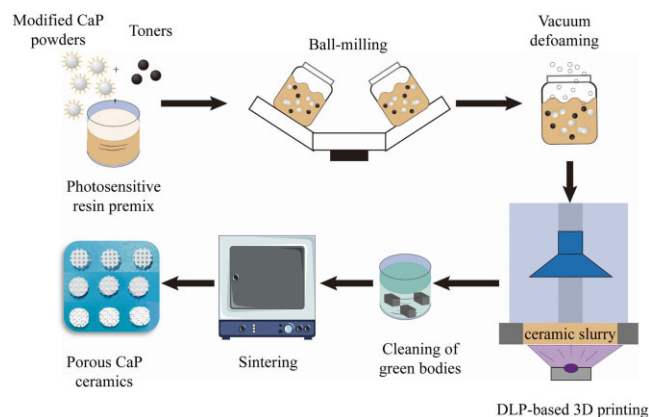 Modified CaP
powders
Toners
+
Ball-milling
Vacuum
defoaming
Photosensitive
resin premix
ceramic slurry
Porous CaP
ceramics
Sintering
Cleaning of
green bodies
DLP-based 3D printing